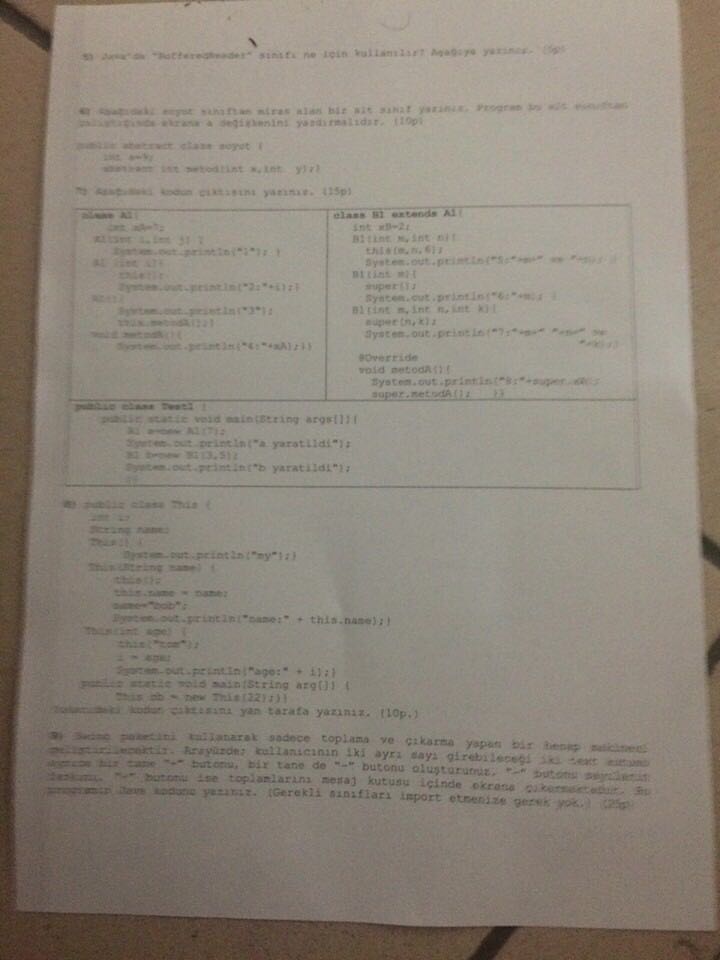 5) Java'da "BufferedReader" sınıfı ne için kullanılır? Aşağıya yazınız. (5p)
6) Aşağıdaki soyut sınıftan miras alan bir alt sınıf yazınız. Program bu alt sınıftan
çalıştığında ekrana a değişkenini yazdırmalıdır. (10p)
public abstract class soyut {
int a=9;
abstract int metod(int x,int y);}
7) Aşağıdaki kodun çıktısını yazınız. (15p)
class A1{
int xA=7;
A1(int i,int j) {
System.out.println("1"); }
A1 (int i){
this();
System.out.println("2:"+i);}
A1(){
System.out.println("3");
this.metodA();}
void metodA(){
System.out.println("4:"+xA);}}
class B1 extends A1{
int xB=2;
B1(int m,int n){
this(m,n,6);
System.out.println("5:"+m+" "+n); }
B1(int m){
super();
System.out.println("6:"+m); }
B1(int m,int n,int k){
super(n,k);
System.out.println("7:"+m+" "+n+"
"+k);}
@Override
void metodA(){
System.out.println("8:"+super.xA);
super.metodA(); }}
public class Test1 {
public static void main(String args[]){
A1 a=new A1(7);
System.out.println("a yaratildi");
B1 b=new B1(3,5);
System.out.println("b yaratildi");
}}
8) public class This {
int i;
String name;
This() {
System.out.println("my");}
This(String name) {
this();
this.name = name;
name="bob";
System.out.println("name:" + this.name);}
This(int age) {
this("tom");
i = age;
System.out.println("age:" + i);}
public static void main(String arg[]) {
This ob = new This(22);}}
Yukarıdaki kodun çıktısını yan tarafa yazınız. (10p.)
9) Swing paketini kullanarak sadece toplama ve çıkarma yapan bir hesap makinesi
geliştirilecektir. Arayüzde; kullanıcının iki ayrı sayı girebileceği iki text kutusu
ayrıca bir tane butonu, bir tane de "-" butonu oluşturunuz. "-" butonu sayıların
farkını, butonu ise toplamlarını mesaj kutusu içinde ekrana çıkarmaktadır. Bu
programın Java kodunu yazınız. (Gerekli sınıfları import etmenize gerek yok.) (25p)